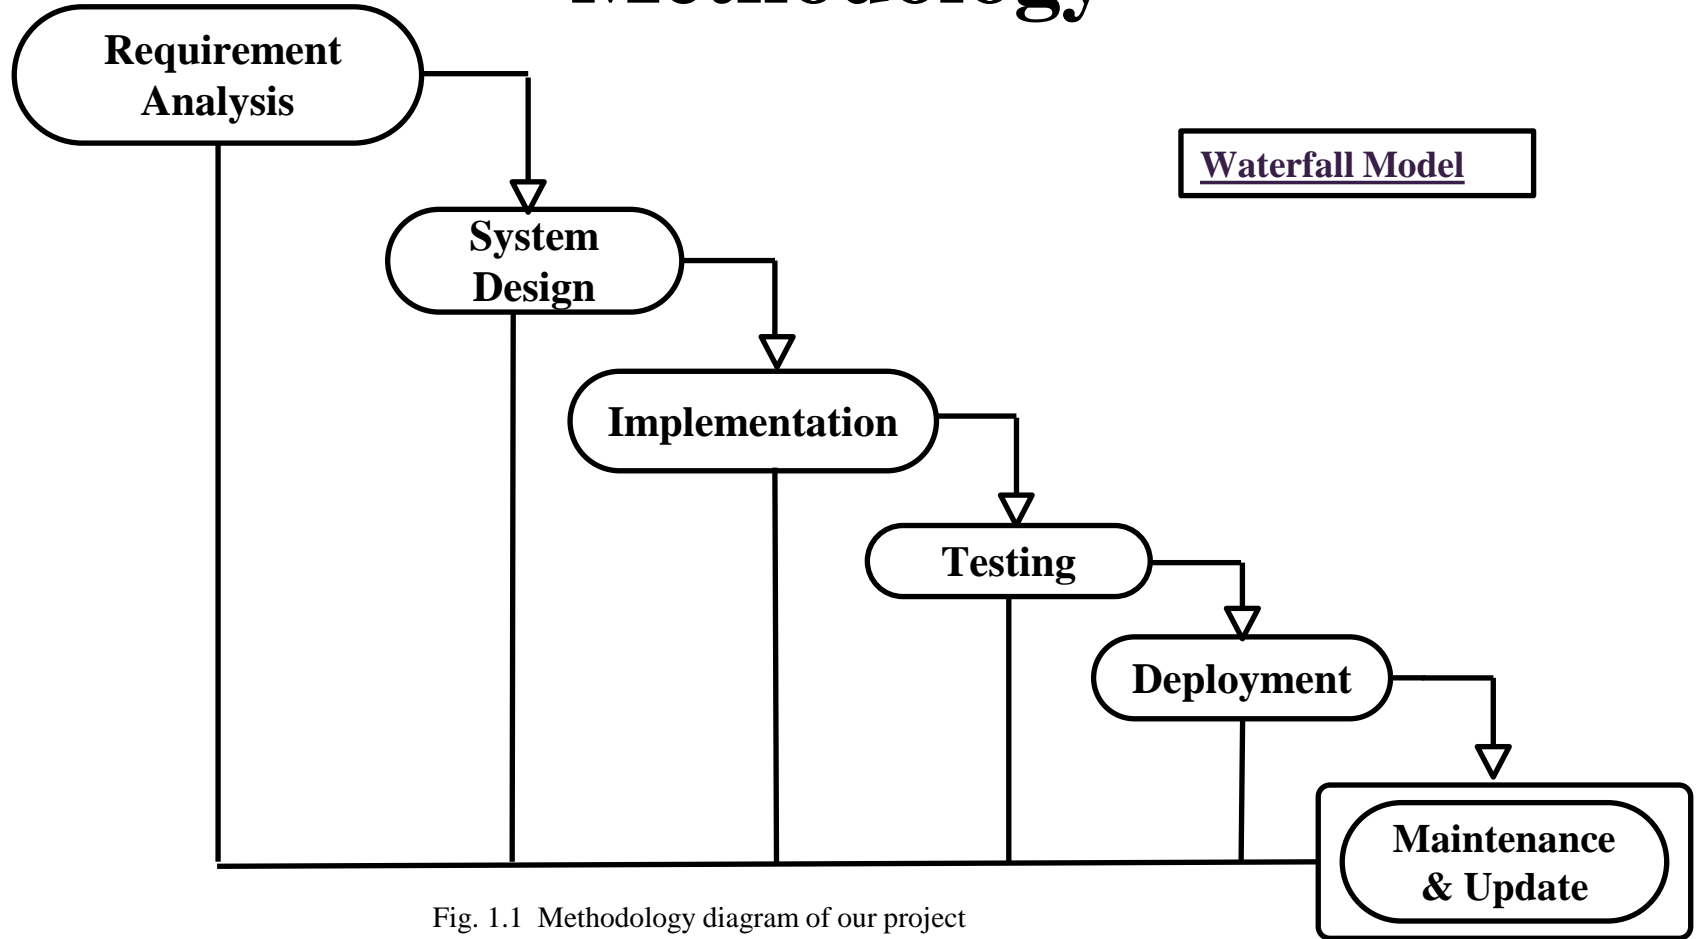 Methodology
Requirement
Analysis
Waterfall Model
System
Design
Implementation
Testing
Deployment
Maintenance
& Update
Fig. 1.1 Methodology diagram of our project